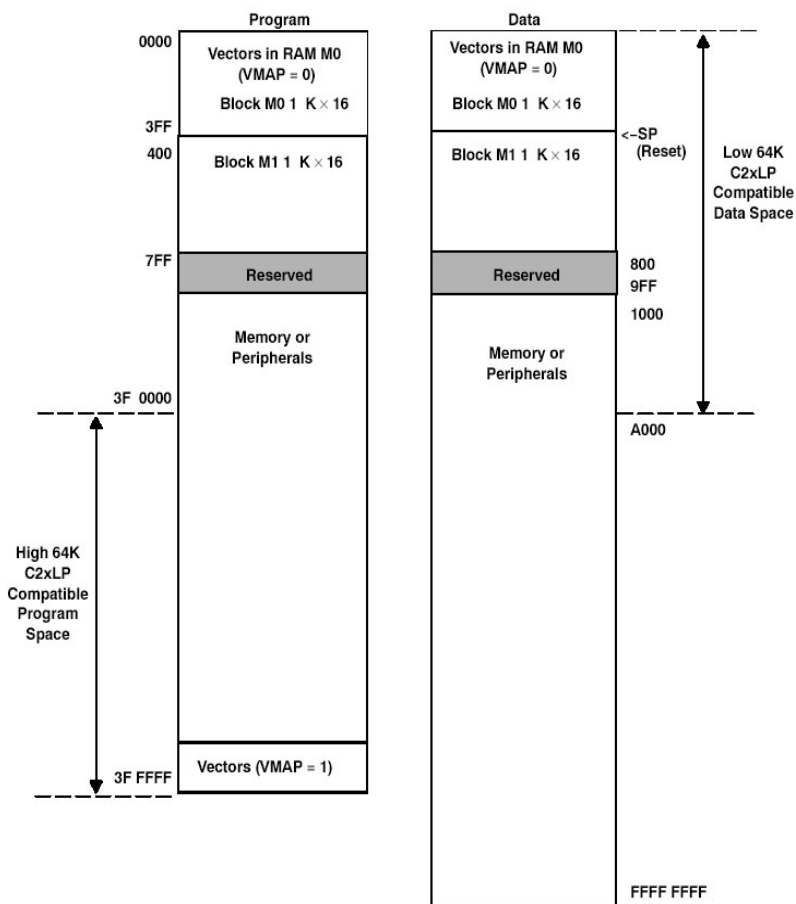 Program
0000
Vectors in RAM M0
(VMAP = 0)
Block M0 1 K × 16
3FF
400
Block M1 1 K × 16
7FF
Reserved
Memory or
Peripherals
3F 0000
High 64K
C2xLP
Compatible
Program
Space
Vectors (VMAP = 1)
3F FFFF
Data
Vectors in RAM M0
(VMAP = 0)
Block M0 1 K × 16
<–SP
(Reset)
Block M1 1 K × 16
Low 64K
C2xLP
Compatible
Data Space
Reserved
800
9FF
1000
Memory or
Peripherals
A000
FFFF FFFF